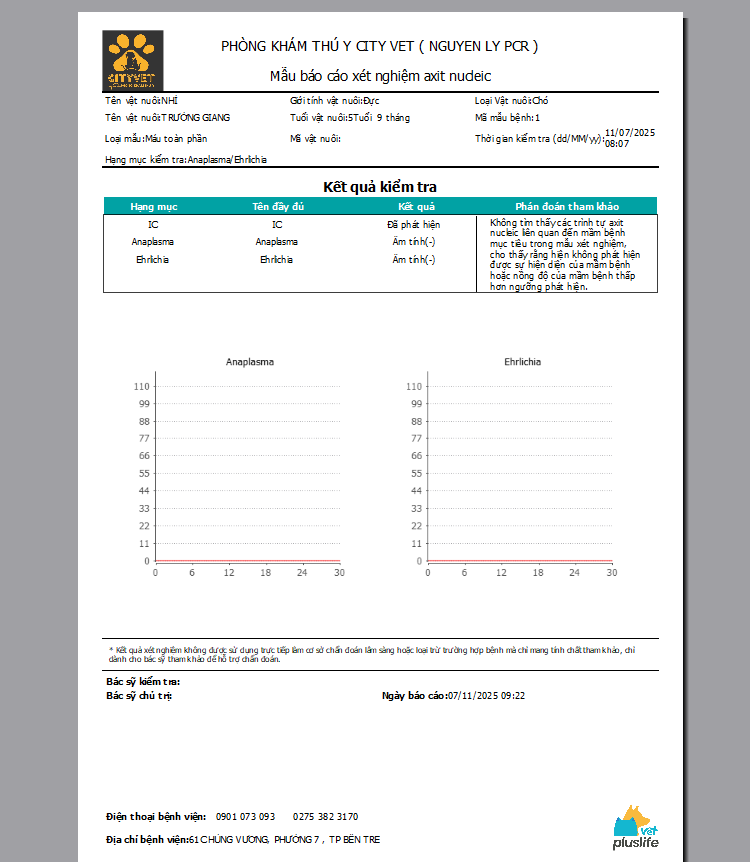 CITYVET
PHÒNG KHÁM THÚ Y CITY VET ( NGUYEN LY PCR )
Mẫu báo cáo xét nghiệm axit nucleic
Tên vật nuôi:NHÍ Giới tính vật nuôi:Đực Loại Vật nuôi:Chó
Tên vật nuôi:TRƯỜNG GIANG Tuổi vật nuôi:5Tuổi 9 tháng Mã mẫu bệnh:1
Loại mẫu:Máu toàn phần Mã vật nuôi: Thời gian kiểm tra (dd/MM/yy):11/07/2025 08:07
Hạng mục kiểm tra:Anaplasma/Ehrlichia
Kết quả kiểm tra
Hạng mục Tên đầy đủ Kết quả Phán đoán tham khảo
IC IC Đã phát hiện
Anaplasma Anaplasma Âm tính(-)
Ehrlichia Ehrlichia Âm tính(-)
Không tìm thấy các trình tự axit
nucleic liên quan đến mầm bệnh
mục tiêu trong mẫu xét nghiệm,
cho thấy rằng hiện không phát hiện
được sự hiện diện của mầm bệnh
hoặc nồng độ của mầm bệnh thấp
hơn ngưỡng phát hiện.
Anaplasma
110
99
88
77
66
55
44
33
22
11
0
0 6 12 18 24 30
Ehrlichia
110
99
88
77
66
55
44
33
22
11
0
0 6 12 18 24 30
* Kết quả xét nghiệm không được sử dụng trực tiếp làm cơ sở chẩn đoán lâm sàng hoặc loại trừ trường hợp bệnh mà chỉ mang tính chất tham khảo, chỉ
dành cho bác sỹ tham khảo để hỗ trợ chẩn đoán.
Bác sỹ kiểm tra:
Bác sỹ chủ trị: Ngày báo cáo:07/11/2025 09:22
Điện thoại bệnh viện: 0901 073 093 0275 382 3170
Địa chỉ bệnh viện:61 CHÙNG VƯƠNG, PHƯỜNG 7 , TP BẾN TRE
vet
pluslife